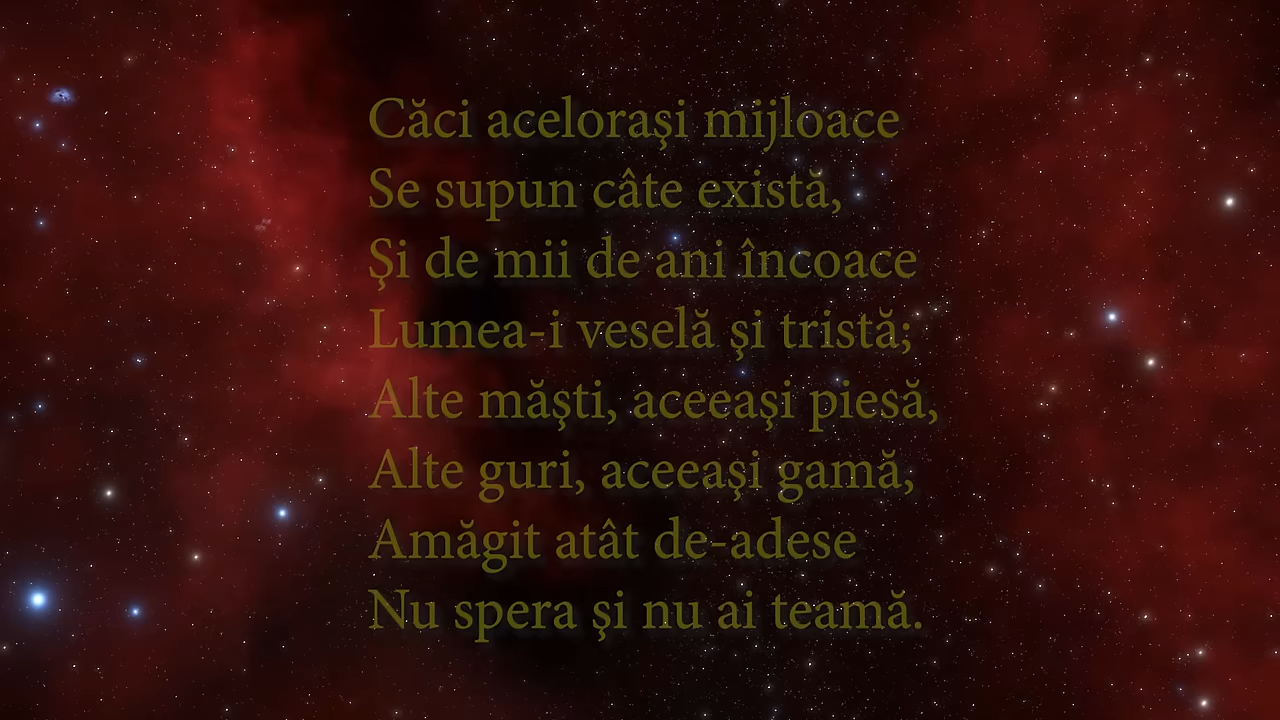 Căci aceloraşi mijloace
Se supun câte există,
Şi de mii de ani încoace
Lumea-i veselă şi tristă;
Alte măşti, aceeaşi piesă,
Alte guri, aceeaşi gamă,
Amăgit atât de-adese
Nu spera şi nu ai teamă.